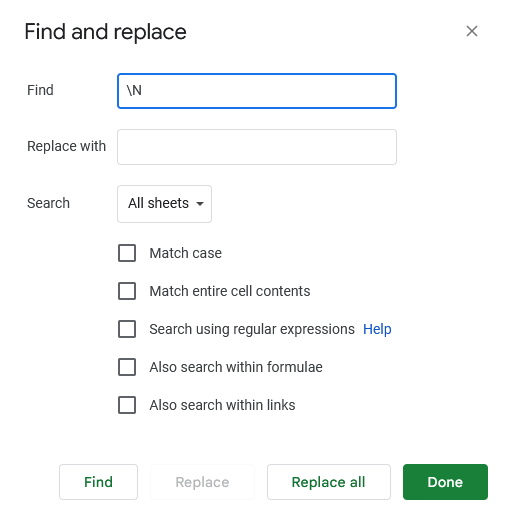 Find and replace
Find
\N
Replace with
Search
All sheets
Match case
Match entire cell contents
Search using regular expressions Help
Also search within formulae
Also search within links
Find Replace Replace all Done